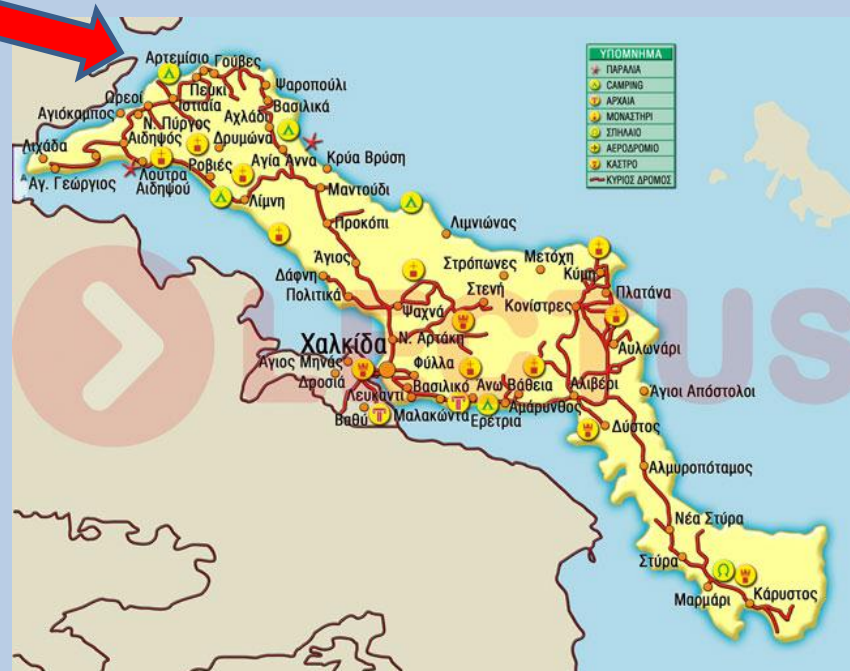 Αρτεμίσιο
Γούβες
Πευκί
Ψαροπούλι
Ωρεοί
Ιστιαία
Βασιλικά
Αγιόκαμπος
Ν. Πύργος
Αχλάδι
Λιχάδα
Αιδηψός
Δρυμώνα
Αγ. Γεώργιος
Λουτρα
Αιδηψού
Ροβιές
Αγία Άννα
Κρύα Βρύση
Λίμνη
Μαντούδι
Προκόπι
Λιμνιώνας
Άγιος
Στρόπωνες
Μετόχη
Κύμη
Δάφνη
Πολιτικά
Στενή
Πλατάνα
Ψαχνά
Κονίστρες
Ν. Αρτάκη
Χαλκίδα
Αυλωνάρι
Άγιος Μηνάς
Φύλλα
Δροσιά
Βασιλικό
Άνω Βάθεια
Αλιβέρι
Άγιοι Απόστολοι
Λευκαντί
Βαθύ
Μαλακώντα
Ερέτρια
Αμάρυνθος
Δύστος
Αλμυροπόταμος
Νέα Στύρα
Στύρα
Μαρμάρι
Κάρυστος
ΥΠΟΜΝΗΜΑ
ΠΑΡΑΛΙΑ
CAMPING
ΑΡΧΑΙΑ
ΜΟΝΑΣΤΗΡΙ
ΣΠΗΛΑΙΟ
ΑΕΡΟΔΡΟΜΙΟ
ΚΑΣΤΡΟ
ΚΥΡΙΟΣ ΔΡΟΜΟΣ